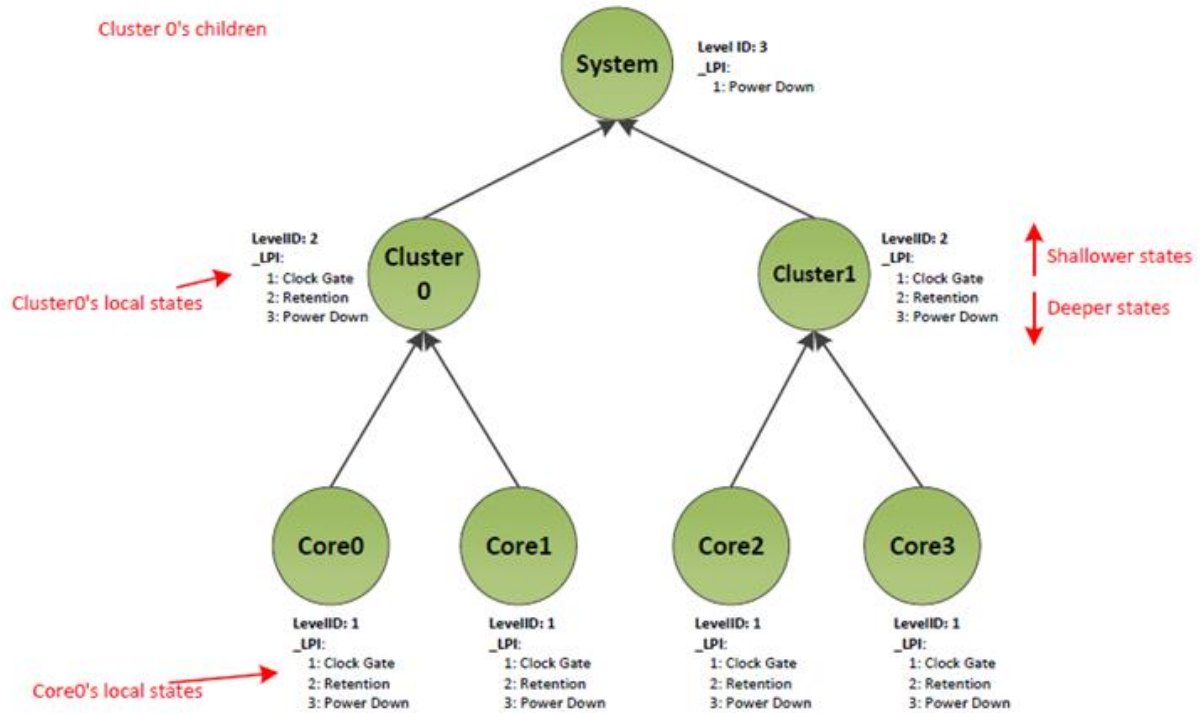 Cluster 0's children
System
Level ID: 3
_LPI:
1: Power Down
LevelID: 2
_LPI:
1: Clock Gate
2: Retention
3: Power Down
Cluster0's local states
Cluster
0
Cluster1
LevelID: 2
_LPI:
1: Clock Gate
2: Retention
3: Power Down
Shallower states
Deeper states
Core0
Core1
Core2
Core3
LevelID: 1
_LPI:
1: Clock Gate
2: Retention
3: Power Down
LevelID: 1
_LPI:
1: Clock Gate
2: Retention
3: Power Down
LevelID: 1
_LPI:
1: Clock Gate
2: Retention
3: Power Down
LevelID: 1
_LPI:
1: Clock Gate
2: Retention
3: Power Down
Core0's local states